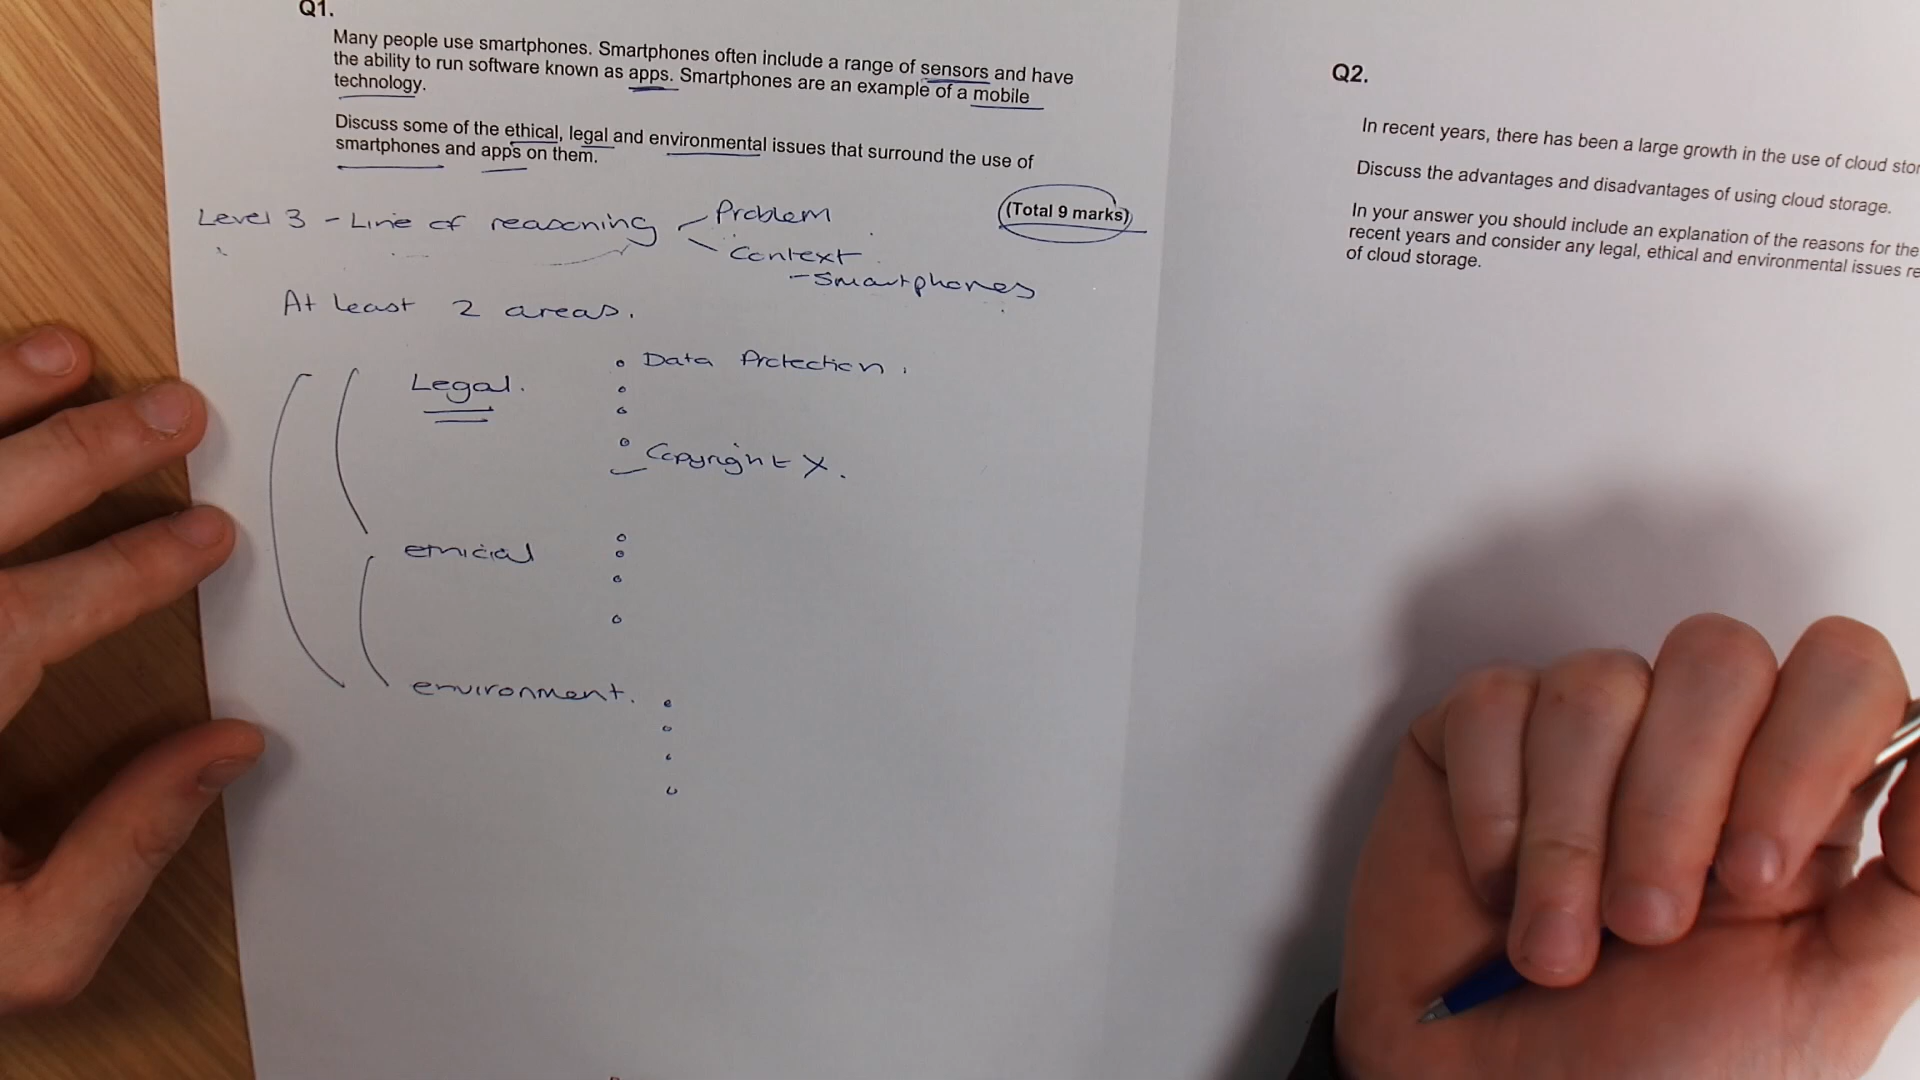 Q1.
Many people use smartphones. Smartphones often include a range of sensors and have
the ability to run software known as apps. Smartphones are an example of a mobile
technology.
Discuss some of the ethical, legal and environmental issues that surround the use of
smartphones and apps on them.
(Total 9 marks)
Level 3 - Line of reasoning
Problem
Context
- Smartphones
At least 2 areas.
Legal.
Data Protection.
Copyright X.
ethicial
environment.
Q2.
In recent years, there has been a large growth in the use of cloud stor
Discuss the advantages and disadvantages of using cloud storage.
In your answer you should include an explanation of the reasons for the
recent years and consider any legal, ethical and environmental issues re
of cloud storage.